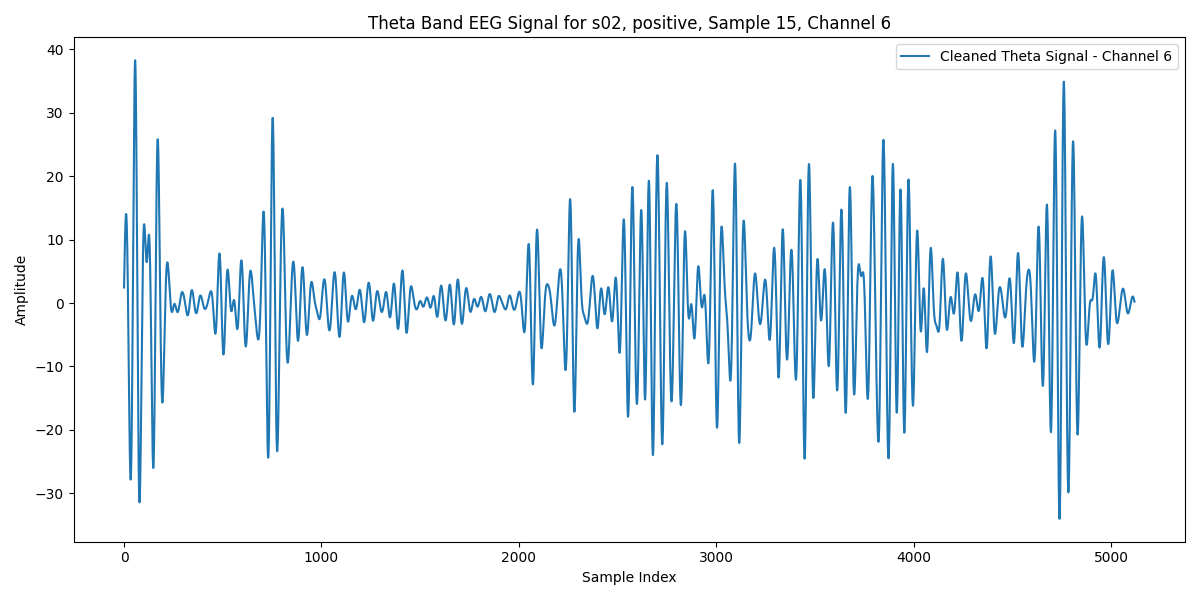 Theta Band EEG Signal for s02, positive, Sample 15, Channel 6
Cleaned Theta Signal - Channel 6
Amplitude
40
30
20
10
0
−10
−20
−30
0 1000 2000 3000 4000 5000
Sample Index